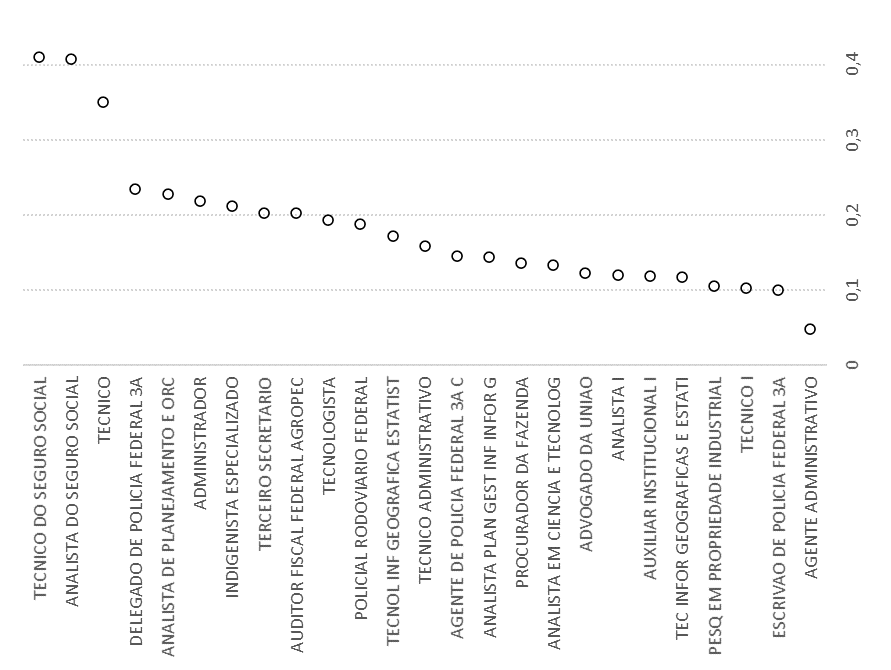 0,4
0,3
0,2
0,1
0
TECNICO DO SEGURO SOCIAL
ANALISTA DO SEGURO SOCIAL
TECNICO
DELEGADO DE POLICIA FEDERAL 3A
ANALISTA DE PLANEJAMENTO E ORC
ADMINISTRADOR
INDIGENISTA ESPECIALIZADO
TERCEIRO SECRETARIO
AUDITOR FISCAL FEDERAL AGROPEC
TECNOLOGISTA
POLICIAL RODOVIARIO FEDERAL
TECNOL INF GEOGRAFICA ESTATIST
TECNICO ADMINISTRATIVO
AGENTE DE POLICIA FEDERAL 3A C
ANALISTA PLAN GEST INF INFOR G
PROCURADOR DA FAZENDA
ANALISTA EM CIENCIA E TECNOLOG
ADVOGADO DA UNIAO
ANALISTA I
AUXILIAR INSTITUCIONAL I
TEC INFOR GEOGRAFICAS E ESTATI
PESQ EM PROPRIEDADE INDUSTRIAL
TECNICO I
ESCRIVAO DE POLICIA FEDERAL 3A
AGENTE ADMINISTRATIVO